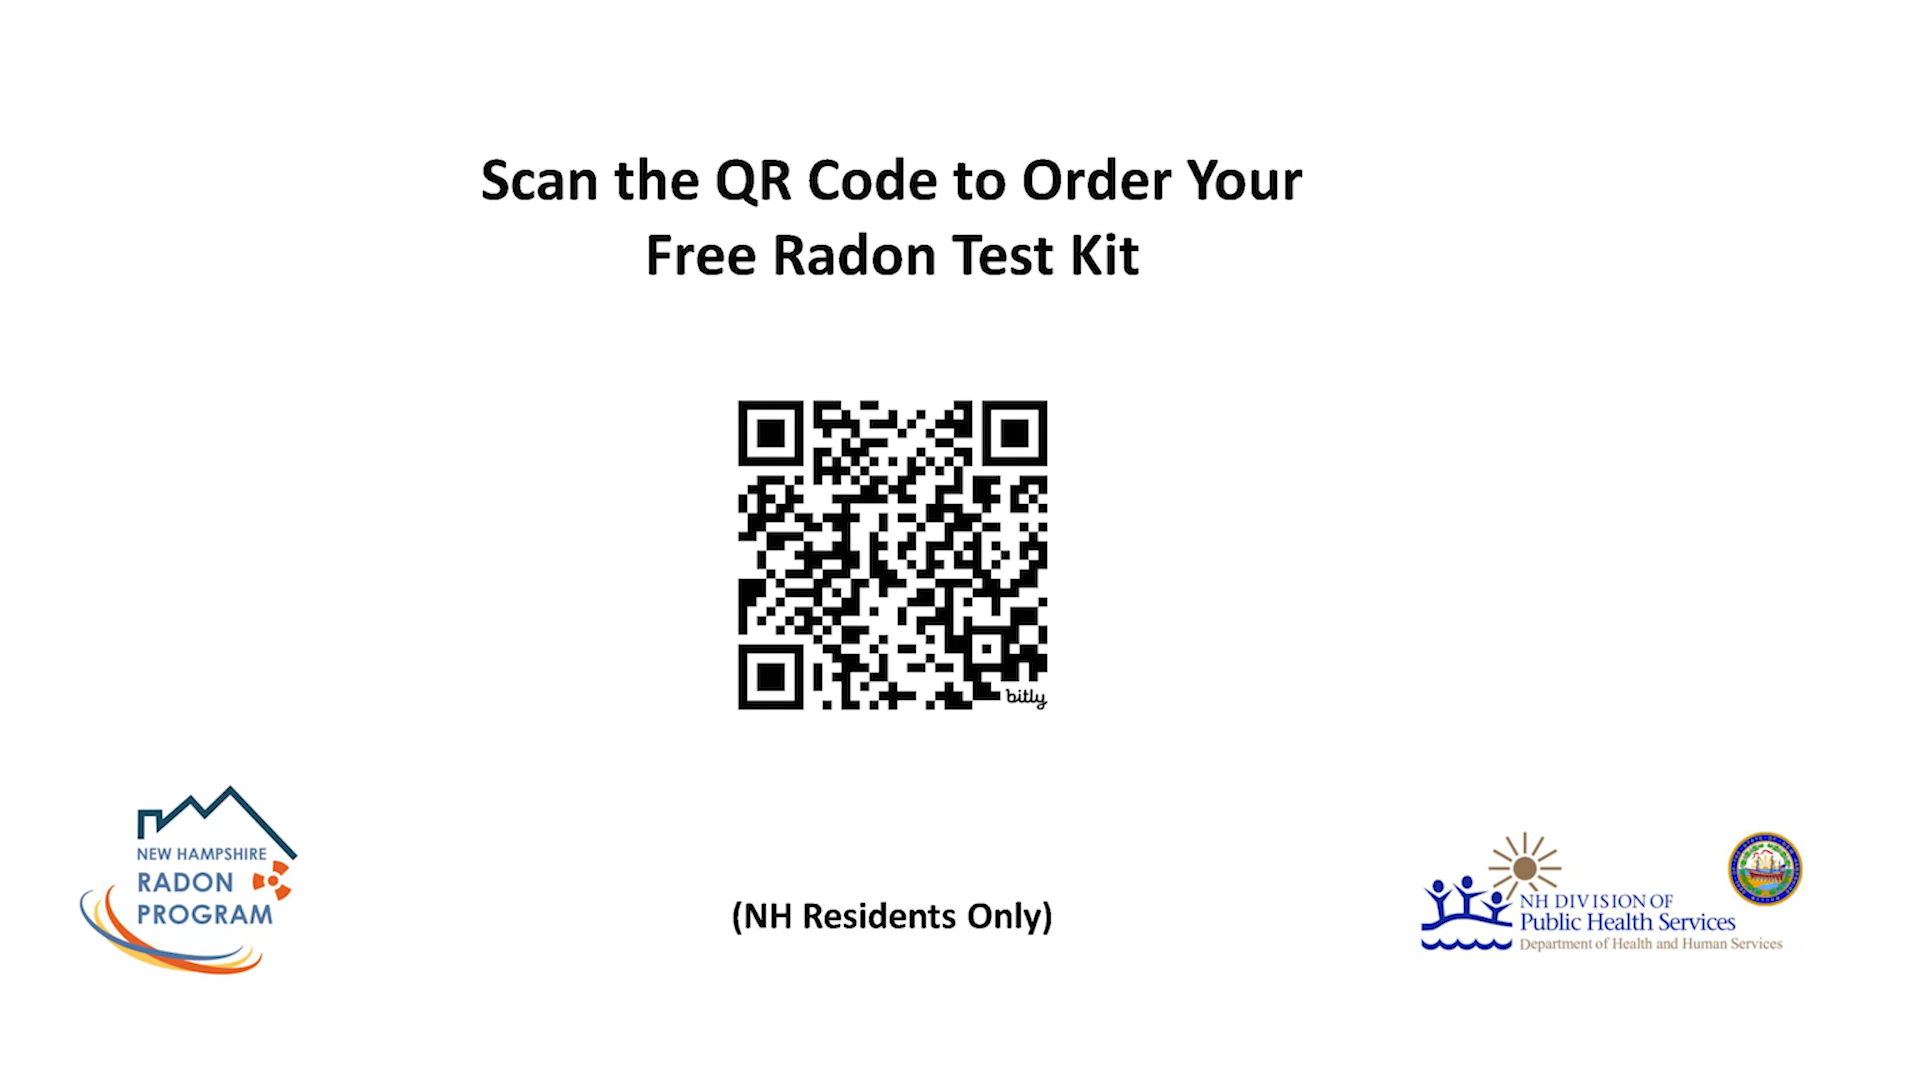 Scan the QR Code to Order Your
Free Radon Test Kit
bitly
NEW HAMPSHIRE
RADON
PROGRAM
(NH Residents Only)
NH DIVISION OF
Public Health Services
Department of Health and Human Services